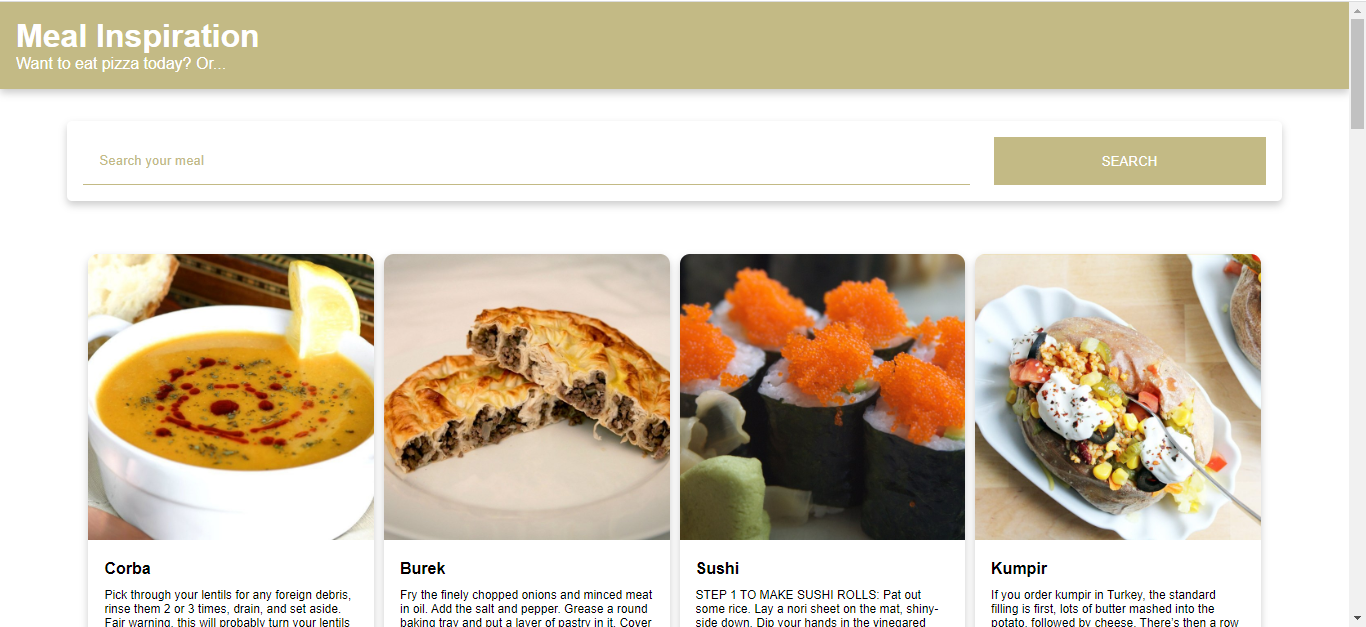 Meal Inspiration
Want to eat pizza today? Or...
Search your meal
SEARCH
Corba
Pick through your lentils for any foreign debris,
rinse them 2 or 3 times, drain, and set aside.
Fair warning, this will probably turn your lentils
Burek
Fry the finely chopped onions and minced meat
in oil. Add the salt and pepper. Grease a round
baking tray and put a layer of pastry in it. Cover
Sushi
STEP 1 TO MAKE SUSHI ROLLS: Pat out
some rice. Lay a nori sheet on the mat, shiny-
side down. Dip your hands in the vinegared
Kumpir
If you order kumpir in Turkey, the standard
filling is first, lots of butter mashed into the
potato, followed by cheese. There's then a row